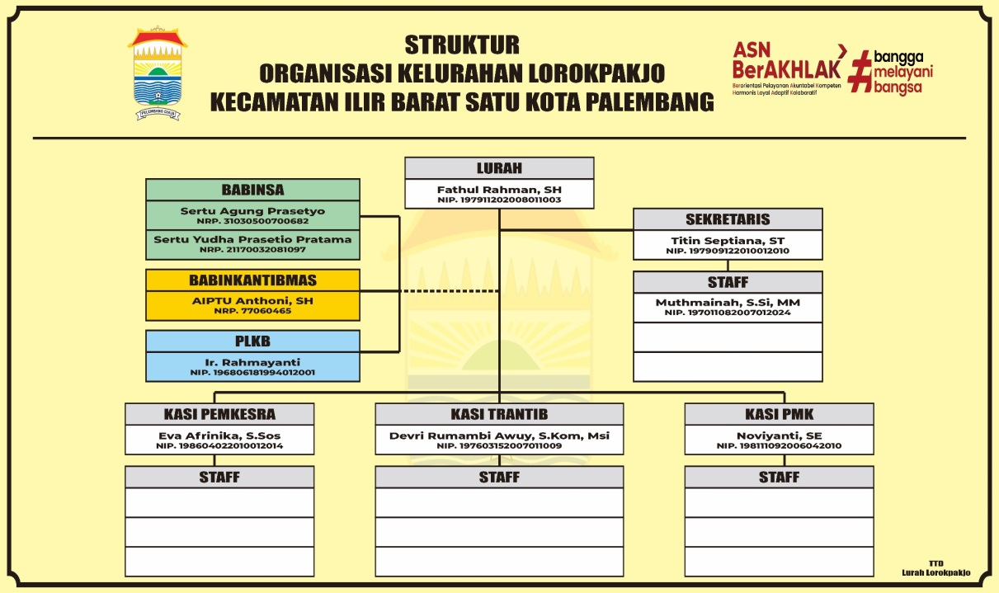 STRUKTUR
ORGANISASI KELURAHAN LOROKPAKJO
KECAMATAN ILIR BARAT SATU KOTA PALEMBANG
PALEMBANG DARUSSALAM
ASN
BerAKHLAK
Berorientasi Pelayanan Akuntabel Kompeten
Harmonis Loyal Adaptif Kolaboratif
#bangga
melayani
bangsa
LURAH
Fathul Rahman, SH
NIP. 197911202008011003
BABINSA
Sertu Agung Prasetyo
NRP. 31030500700682
Sertu Yudha Prasetio Pratama
NRP. 21170032081097
SEKRETARIS
Titin Septiana, ST
NIP. 197909122010012010
BABINKANTIBMAS
AIPTU Anthoni, SH
NRP. 77060465
STAFF
Muthmainah, S.Si, MM
NIP. 197011082007012024
PLKB
Ir. Rahmayanti
NIP. 196806181994012001
KASI PEMKESRA
Eva Afrinika, S.Sos
NIP. 198604022010012014
KASI TRANTIB
Devri Rumambi Awuy, S.Kom, Msi
NIP. 197603152007011009
KASI PMK
Noviyanti, SE
NIP. 198111092006042010
STAFF
STAFF
STAFF
TTD
Lurah Lorokpakjo